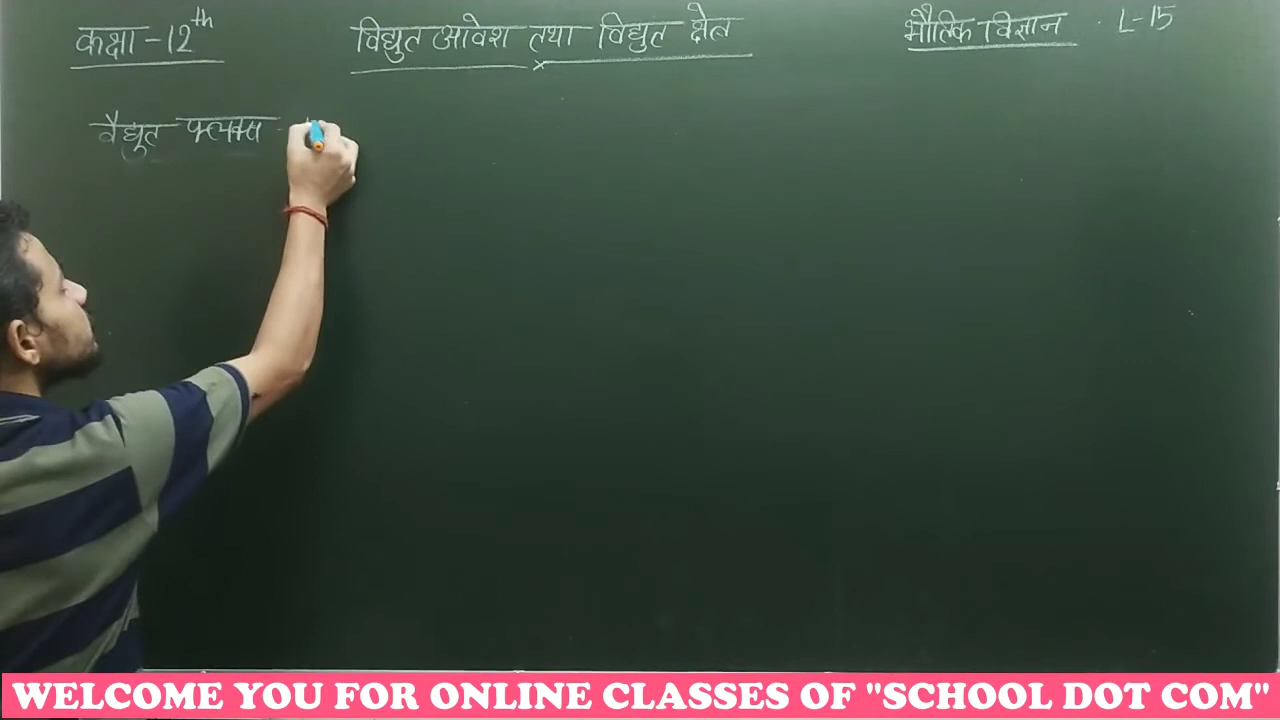 कक्षा - 12th
विद्युत आवेश तथा विद्युत क्षेत्र
भौतिक विज्ञान · L-15
वैद्युत फ्लक्स -
WELCOME YOU FOR ONLINE CLASSES OF "SCHOOL DOT COM"